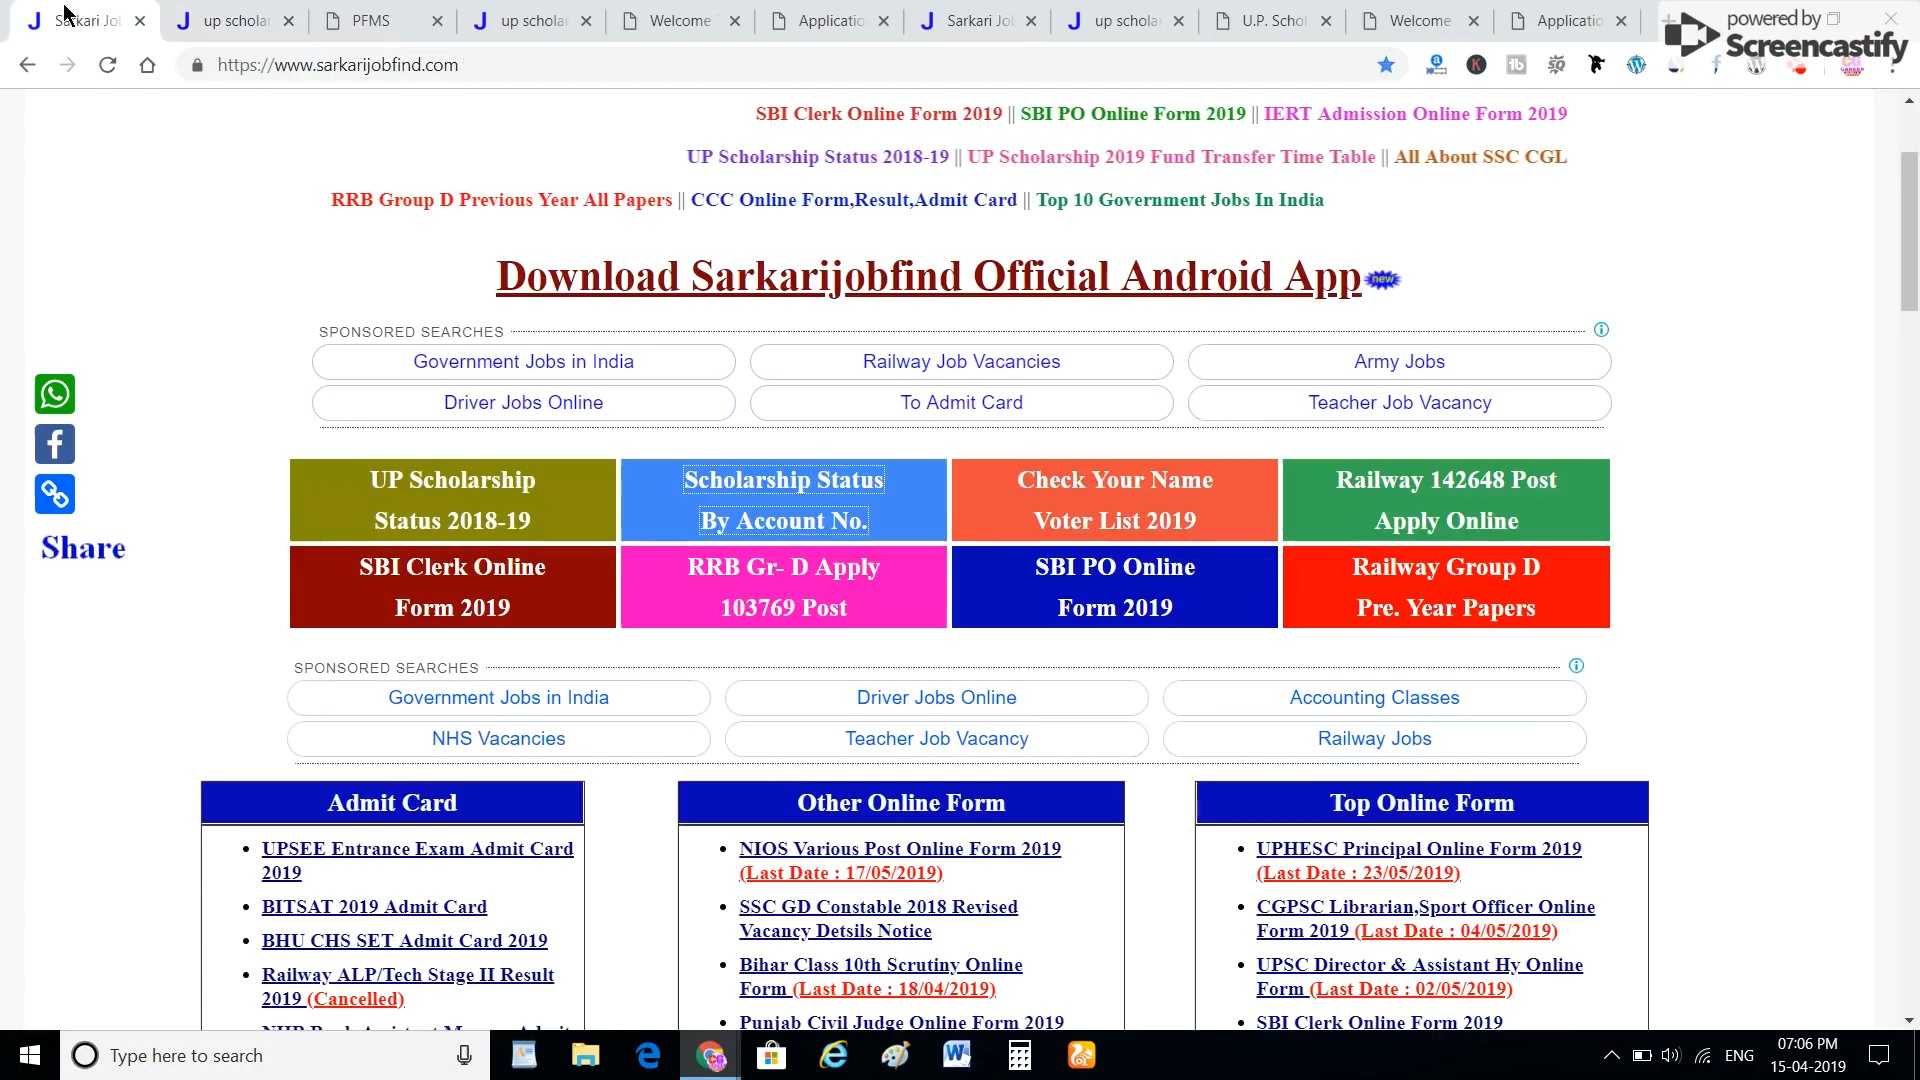 Sarkari Jo
up scholar
PFMS
up scholar
Welcome
Applicatio
Sarkari Jo
up scholar
U.P. Schol
Welcome
Applicatio
powered by
Screencastify
https://www.sarkarijobfind.com
SBI Clerk Online Form 2019 || SBI PO Online Form 2019 || IERT Admission Online Form 2019
UP Scholarship Status 2018-19 || UP Scholarship 2019 Fund Transfer Time Table || All About SSC CGL
RRB Group D Previous Year All Papers || CCC Online Form,Result,Admit Card || Top 10 Government Jobs In India
Download Sarkarijobfind Official Android App new
SPONSORED SEARCHES
Government Jobs in India
Railway Job Vacancies
Army Jobs
Driver Jobs Online
To Admit Card
Teacher Job Vacancy
Share
UP Scholarship
Status 2018-19
Scholarship Status
By Account No.
Check Your Name
Voter List 2019
Railway 142648 Post
Apply Online
SBI Clerk Online
Form 2019
RRB Gr- D Apply
103769 Post
SBI PO Online
Form 2019
Railway Group D
Pre. Year Papers
SPONSORED SEARCHES
Government Jobs in India
Driver Jobs Online
Accounting Classes
NHS Vacancies
Teacher Job Vacancy
Railway Jobs
Admit Card
UPSEE Entrance Exam Admit Card
2019
BITSAT 2019 Admit Card
BHU CHS SET Admit Card 2019
Railway ALP/Tech Stage II Result
2019 (Cancelled)
Other Online Form
NIOS Various Post Online Form 2019
(Last Date : 17/05/2019)
SSC GD Constable 2018 Revised
Vacancy Detsils Notice
Bihar Class 10th Scrutiny Online
Form (Last Date : 18/04/2019)
Punjab Civil Judge Online Form 2019
Top Online Form
UPHESC Principal Online Form 2019
(Last Date : 23/05/2019)
CGPSC Librarian,Sport Officer Online
Form 2019 (Last Date : 04/05/2019)
UPSC Director & Assistant Hy Online
Form (Last Date : 02/05/2019)
SBI Clerk Online Form 2019
Type here to search
ENG
07:06 PM
15-04-2019